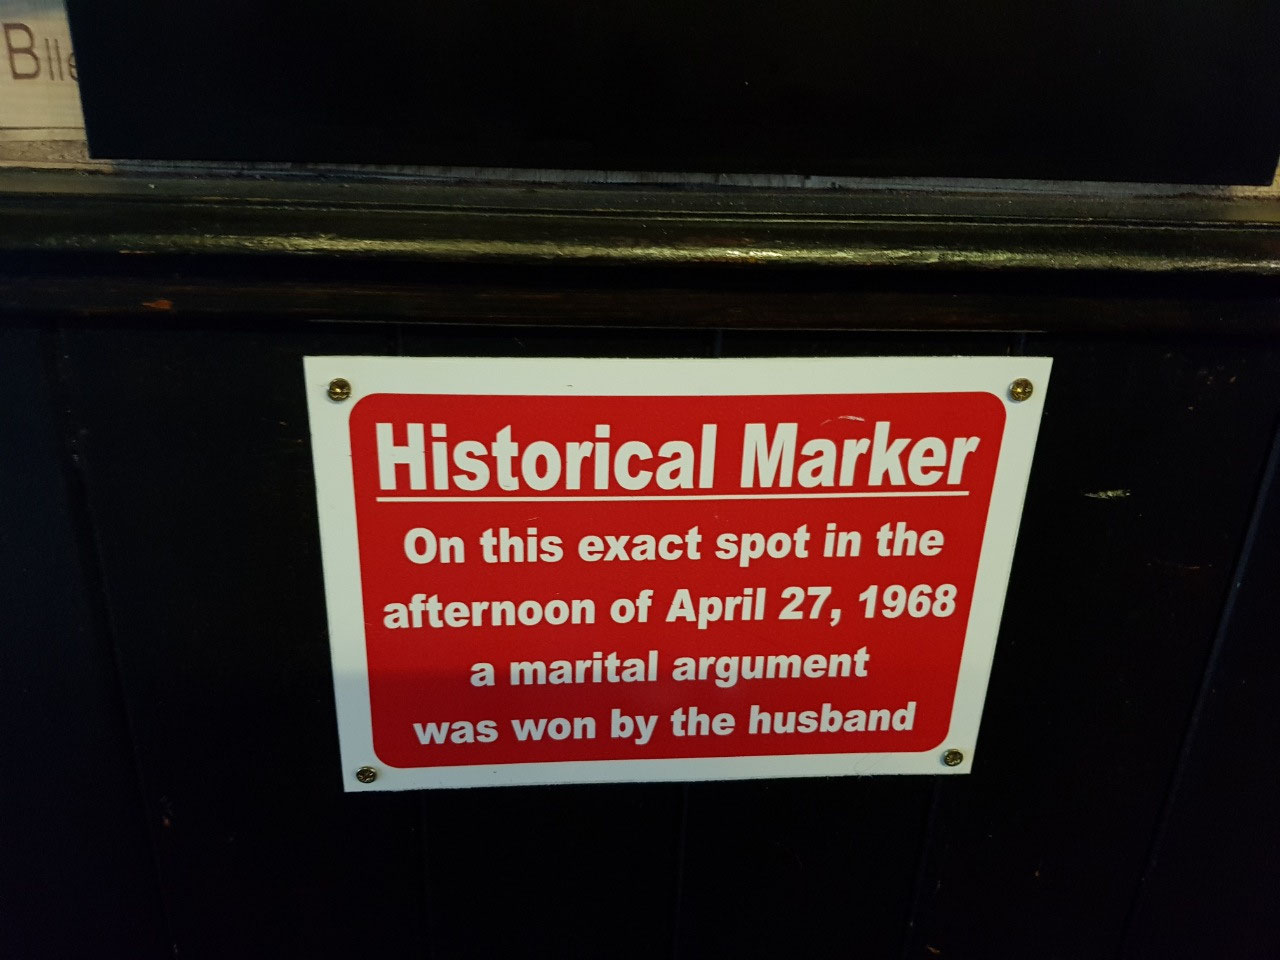 Historical Marker
On this exact spot in the
afternoon of April 27, 1968
a marital argument
was won by the husband